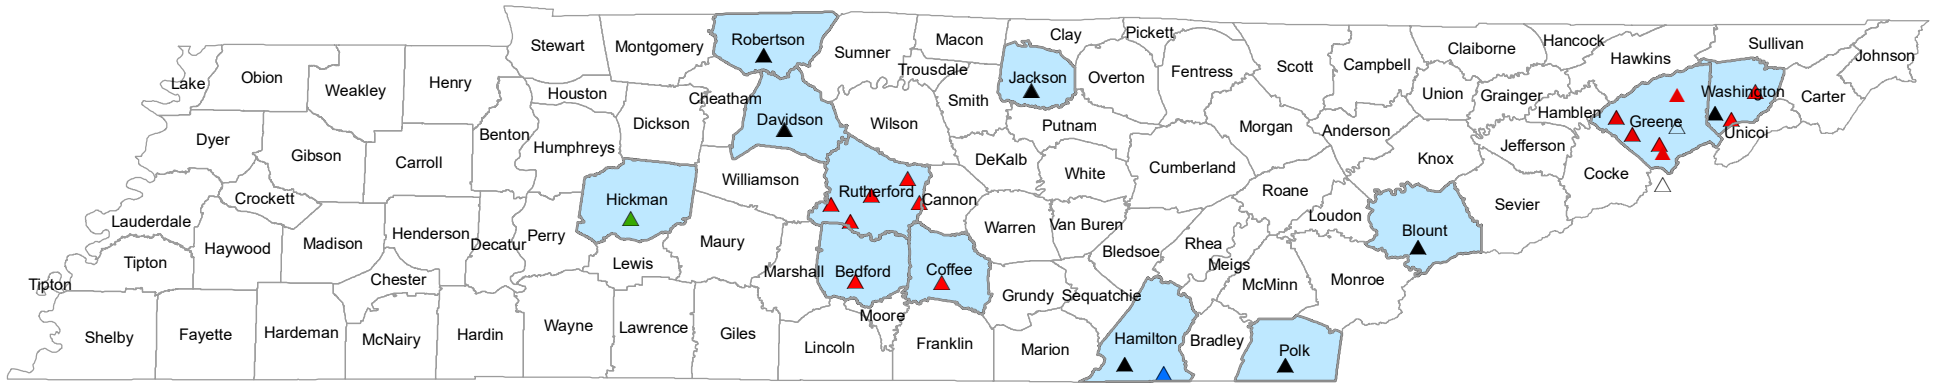 Stewart
Montgomery
Robertson
Sumner
Macon
Clay
Pickett
Claiborne
Hancock
Sullivan
Johnson
Lake
Obion
Weakley
Henry
Houston
Cheatham
Trousdale
Jackson
Overton
Fentress
Scott
Campbell
Hawkins
Washington
Carter
Smith
Union
Grainger
Hamblen
Greene
Unicoi
Dyer
Gibson
Carroll
Benton
Humphreys
Dickson
Davidson
Wilson
Putnam
Morgan
Anderson
Knox
Jefferson
Cocke
Crockett
Hickman
Williamson
Rutherford
Cannon
DeKalb
White
Cumberland
Roane
Loudon
Blount
Sevier
Lauderdale
Haywood
Madison
Henderson
Decatur
Perry
Lewis
Maury
Marshall
Bedford
Coffee
Warren
Van Buren
Bledsoe
Rhea
Meigs
McMinn
Monroe
Tipton
Tipton
Chester
Moore
Grundy
Sequatchie
Shelby
Fayette
Hardeman
McNairy
Hardin
Wayne
Lawrence
Giles
Lincoln
Franklin
Marion
Hamilton
Bradley
Polk